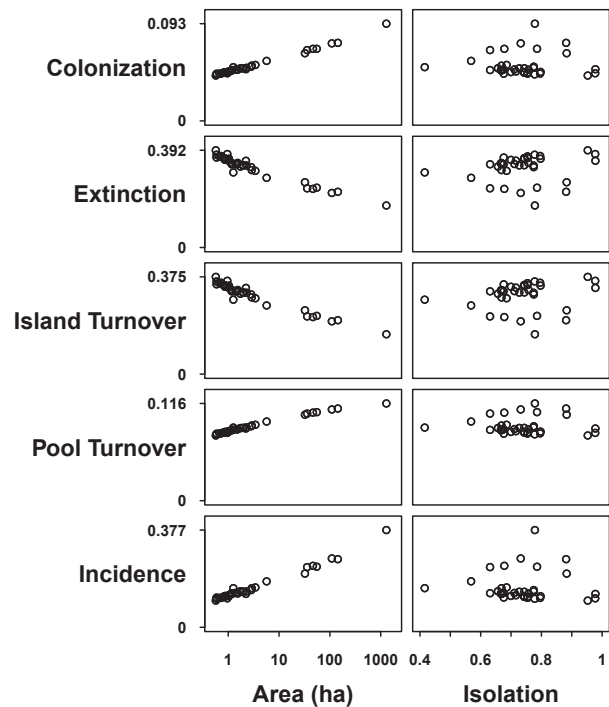 0.093
Colonization
0
0.392
Extinction
0
0.375
Island Turnover
0
0.116
Pool Turnover
0
0.377
Incidence
0
1 10 100 1000 0.4 0.6 0.8 1
Area (ha) Isolation